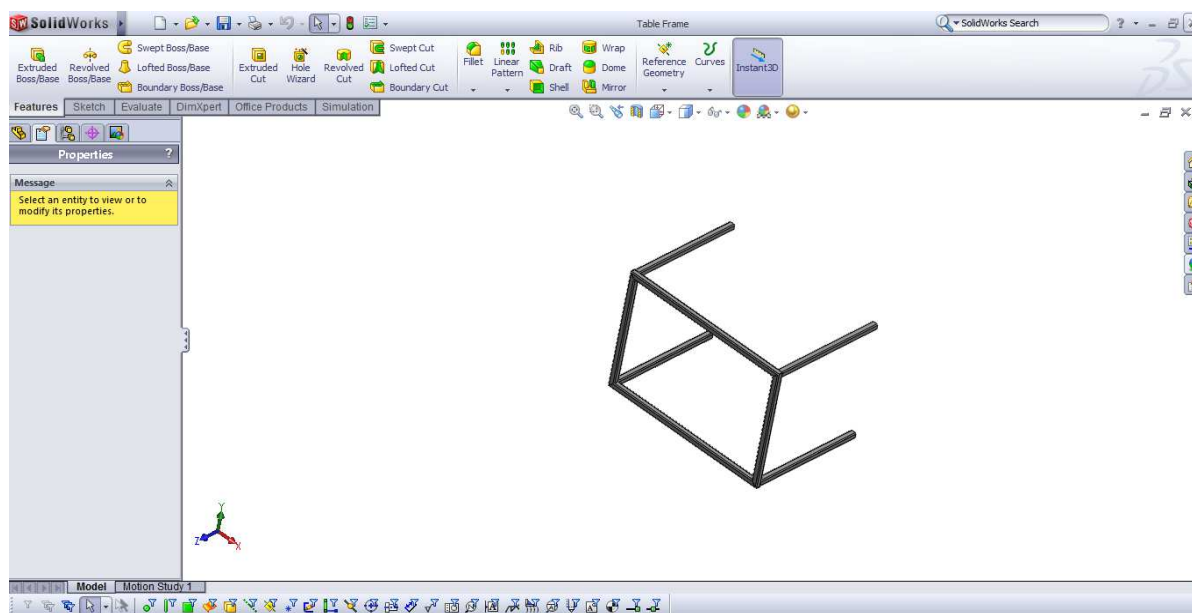 SolidWorks
Table Frame
SolidWorks Search
?
Extruded Boss/Base
Revolved Boss/Base
Swept Boss/Base
Lofted Boss/Base
Boundary Boss/Base
Extruded Cut
Hole Wizard
Revolved Cut
Swept Cut
Lofted Cut
Boundary Cut
Fillet
Linear Pattern
Rib
Draft
Shell
Wrap
Dome
Mirror
Reference Geometry
Curves
Instant3D
Features Sketch Evaluate DimXpert Office Products Simulation
Properties ?
Message
Select an entity to view or to
modify its properties.
Y
Z
X
Model Motion Study 1